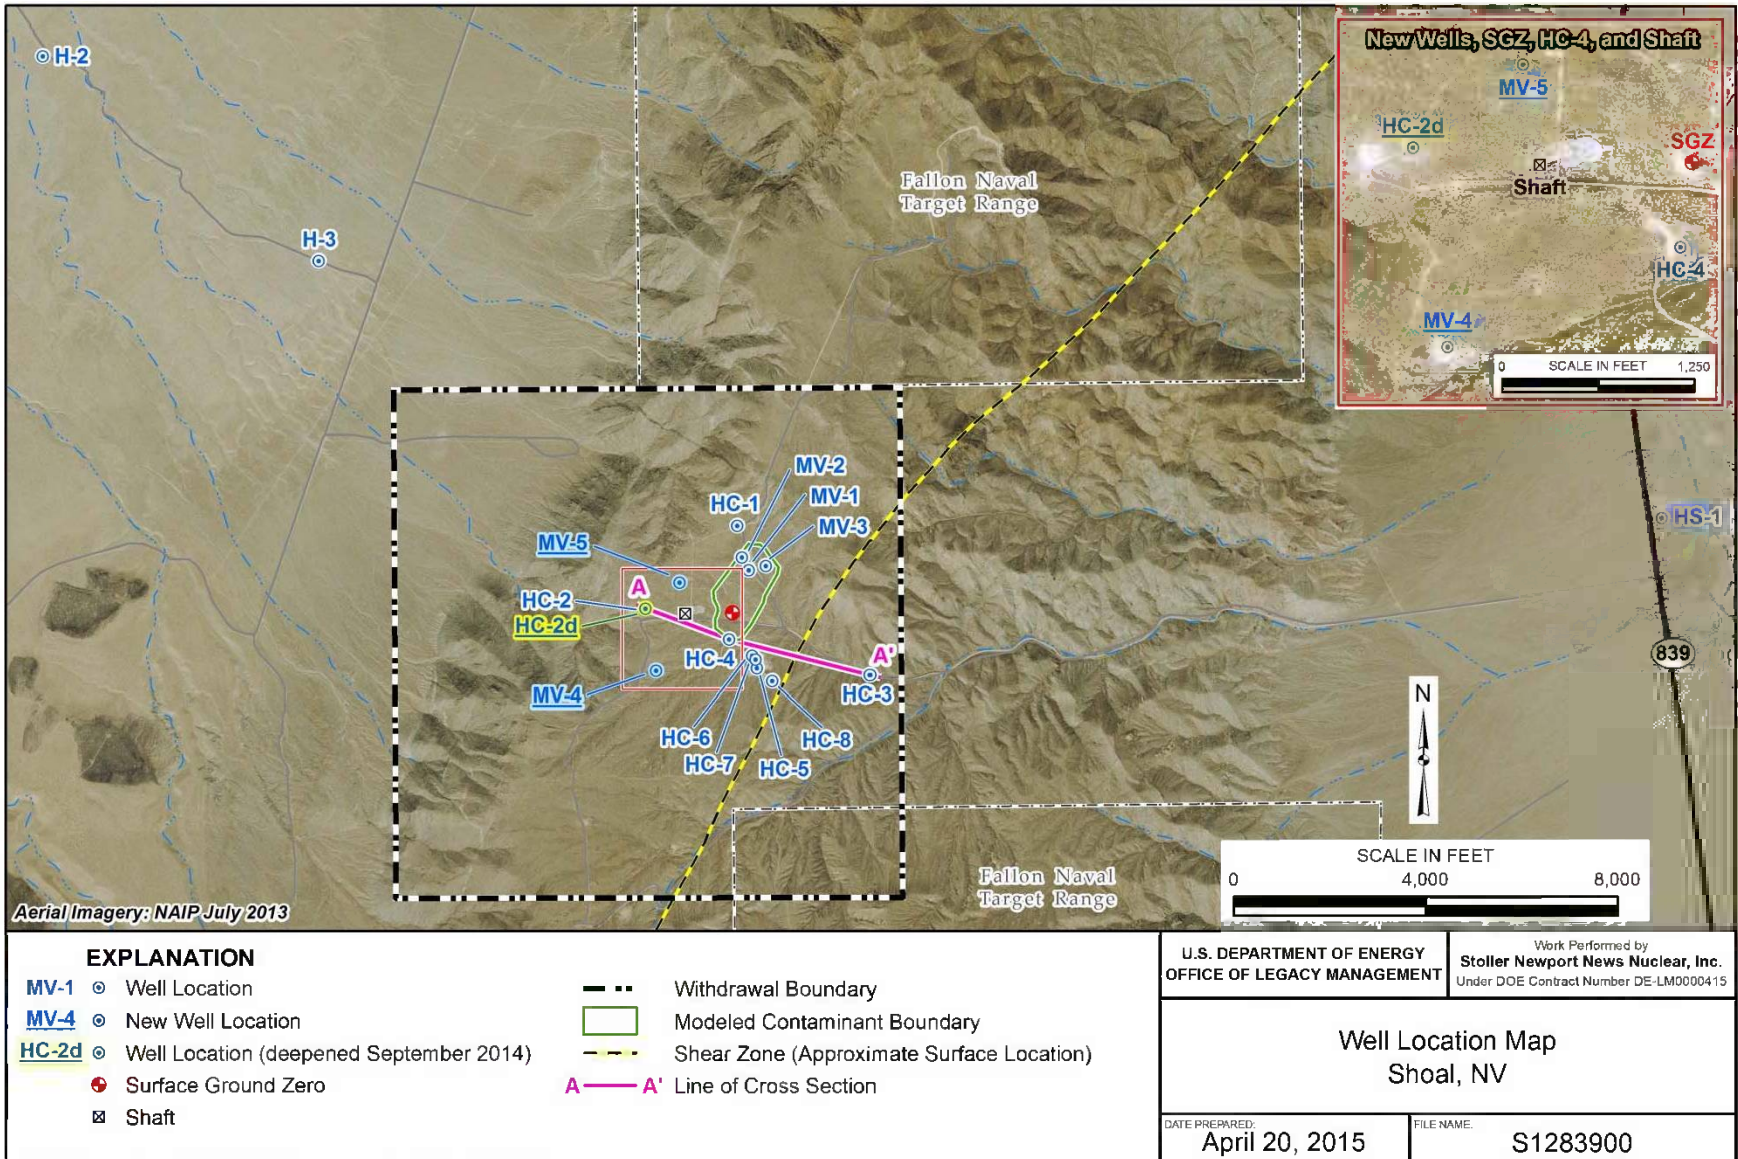 H-2
H-3
Fallon Naval
Target Range
New Wells, SGZ, HC-4, and Shaft
MV-5
HC-2d
SGZ
Shaft
HC-4
MV-4
0 SCALE IN FEET 1,250
MV-2
HC-1
MV-1
MV-3
MV-5
A
HC-2
HC-2d
HC-4
A'
HC-3
MV-4
HC-6
HC-8
HC-7
HC-5
HS-1
839
N
Fallon Naval
Target Range
SCALE IN FEET
0 4,000 8,000
Aerial Imagery: NAIP July 2013
EXPLANATION
MV-1 Well Location
MV-4 New Well Location
HC-2d Well Location (deepened September 2014)
Surface Ground Zero
Shaft
Withdrawal Boundary
Modeled Contaminant Boundary
Shear Zone (Approximate Surface Location)
A A' Line of Cross Section
U.S. DEPARTMENT OF ENERGY
OFFICE OF LEGACY MANAGEMENT
Work Performed by
Stoller Newport News Nuclear, Inc.
Under DOE Contract Number DE-LM0000415
Well Location Map
Shoal, NV
DATE PREPARED:
April 20, 2015
FILE NAME:
S1283900